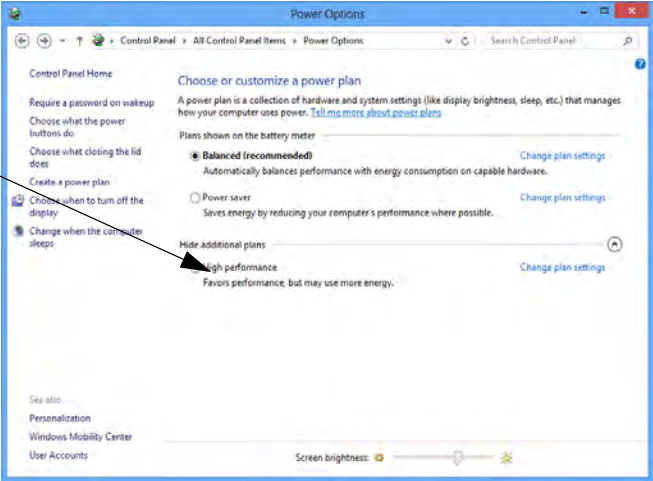 Power Options
Control Panel All Control Panel Items Power Options Search Control Panel
Control Panel Home
Require a password on wakeup
Choose what the power
buttons do
Choose what closing the lid
does
Create a power plan
Choose when to turn off the
display
Change when the computer
sleeps
Choose or customize a power plan
A power plan is a collection of hardware and system settings (like display brightness, sleep, etc.) that manages
how your computer uses power. Tell me more about power plans
Plans shown on the battery meter
Balanced (recommended) Change plan settings
Automatically balances performance with energy consumption on capable hardware.
Power saver Change plan settings
Saves energy by reducing your computer's performance where possible.
Hide additional plans
High performance Change plan settings
Favors performance, but may use more energy.
See also
Personalization
Windows Mobility Center
User Accounts
Screen brightness: